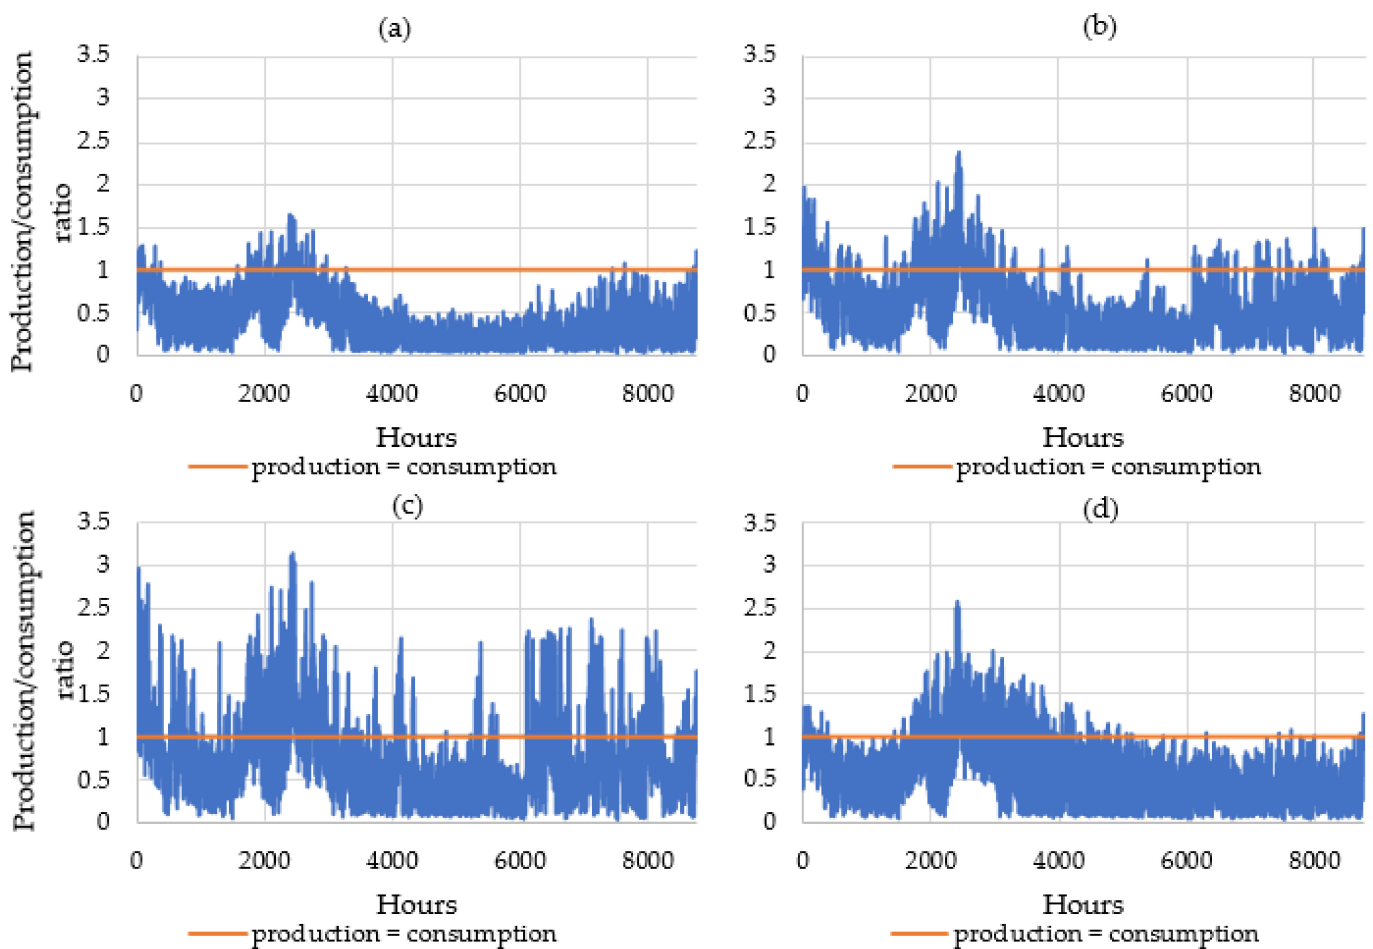 (a)
Production/consumption
ratio
3.5
3
2.5
2
1.5
1
0.5
0
0 2000 4000 6000 8000
Hours
production = consumption
(b)
3.5
3
2.5
2
1.5
1
0.5
0
0 2000 4000 6000 8000
Hours
production = consumption
(c)
Production/consumption
ratio
3.5
3
2.5
2
1.5
1
0.5
0
0 2000 4000 6000 8000
Hours
production = consumption
(d)
3.5
3
2.5
2
1.5
1
0.5
0
0 2000 4000 6000 8000
Hours
production = consumption